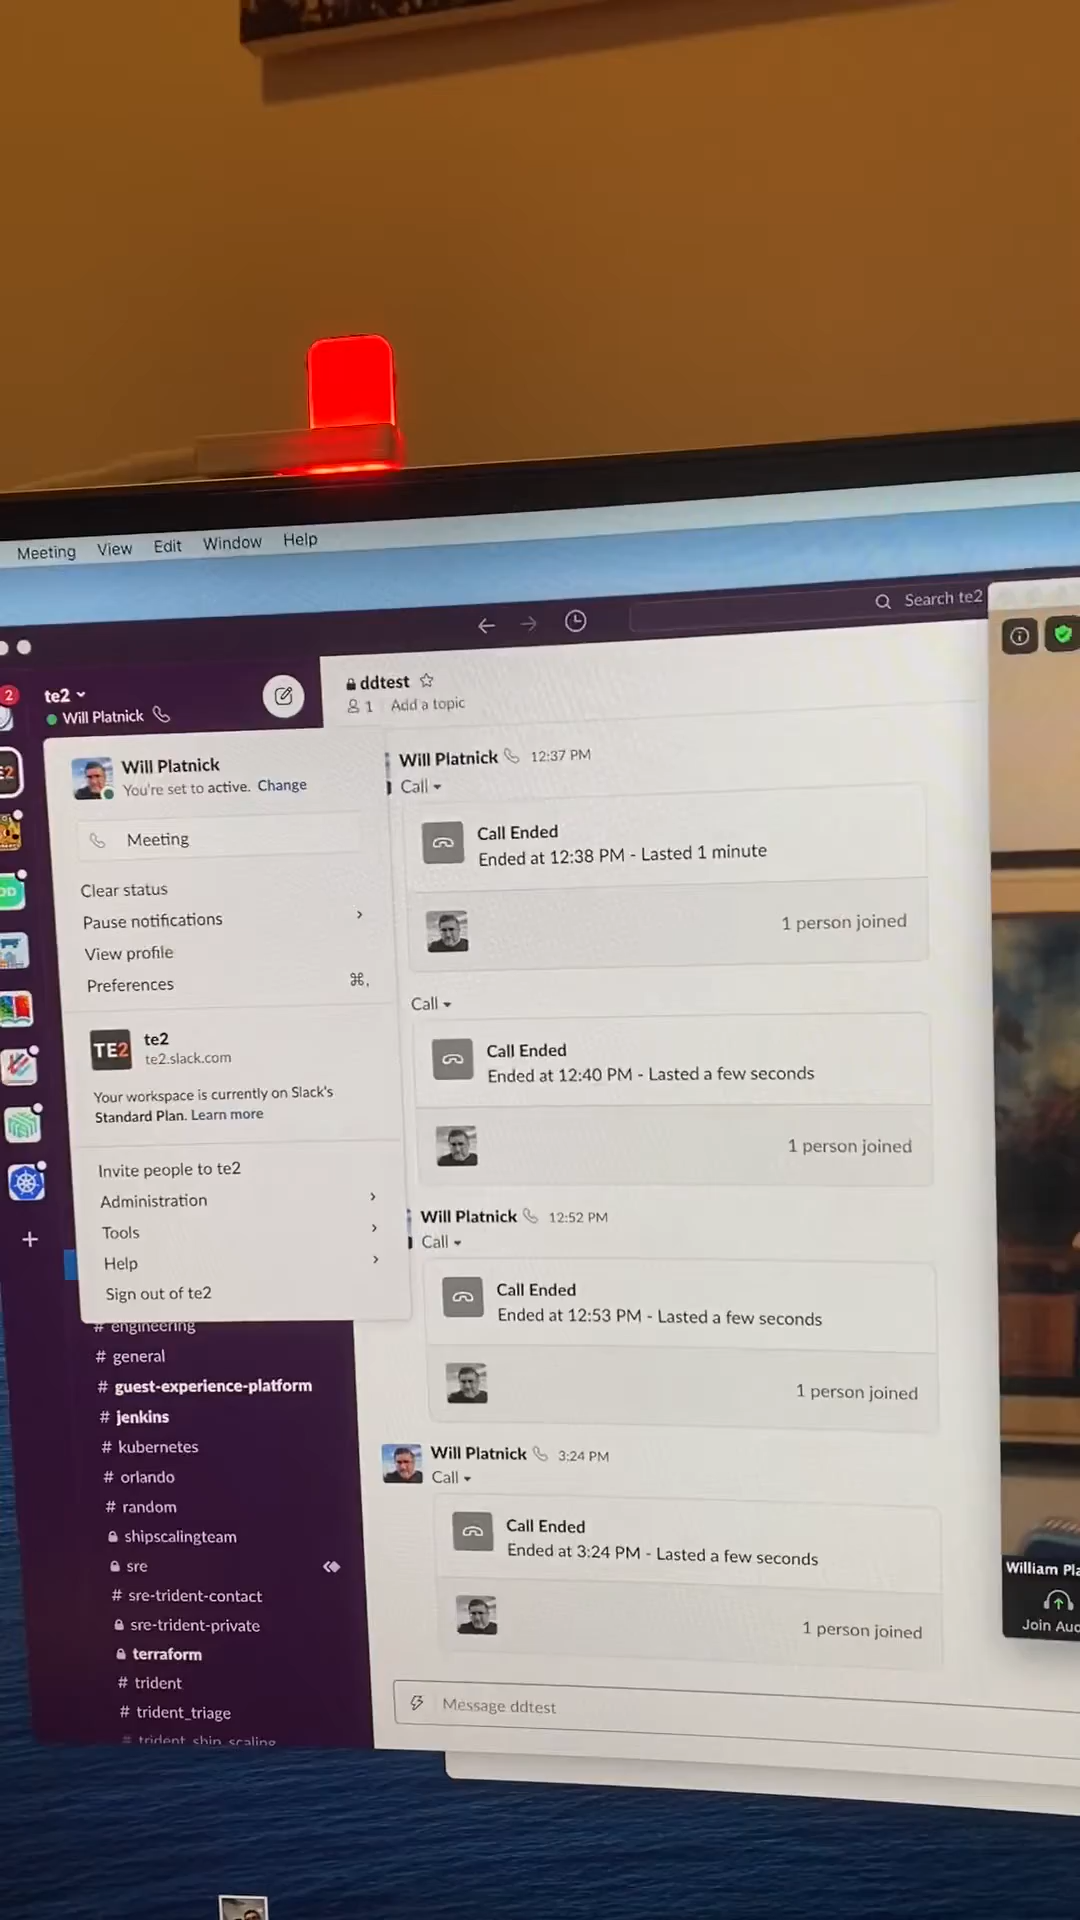 Meeting View Edit Window Help
Search te2
2
te2
Will Platnick
ddtest
1 Add a topic
Will Platnick
You're set to active. Change
Meeting
Clear status
Pause notifications
View profile
Preferences ⌘,
TE2
te2
te2.slack.com
Your workspace is currently on Slack's
Standard Plan. Learn more
Invite people to te2
Administration
Tools
Help
Sign out of te2
# engineering
# general
# guest-experience-platform
# jenkins
# kubernetes
# orlando
# random
shipscalingteam
sre
# sre-trident-contact
sre-trident-private
terraform
# trident
# trident_triage
# trident_ship_scaling
Will Platnick 12:37 PM
Call
Call Ended
Ended at 12:38 PM - Lasted 1 minute
1 person joined
Call
Call Ended
Ended at 12:40 PM - Lasted a few seconds
1 person joined
Will Platnick 12:52 PM
Call
Call Ended
Ended at 12:53 PM - Lasted a few seconds
1 person joined
Will Platnick 3:24 PM
Call
Call Ended
Ended at 3:24 PM - Lasted a few seconds
1 person joined
Message ddtest
William Pla
Join Aud